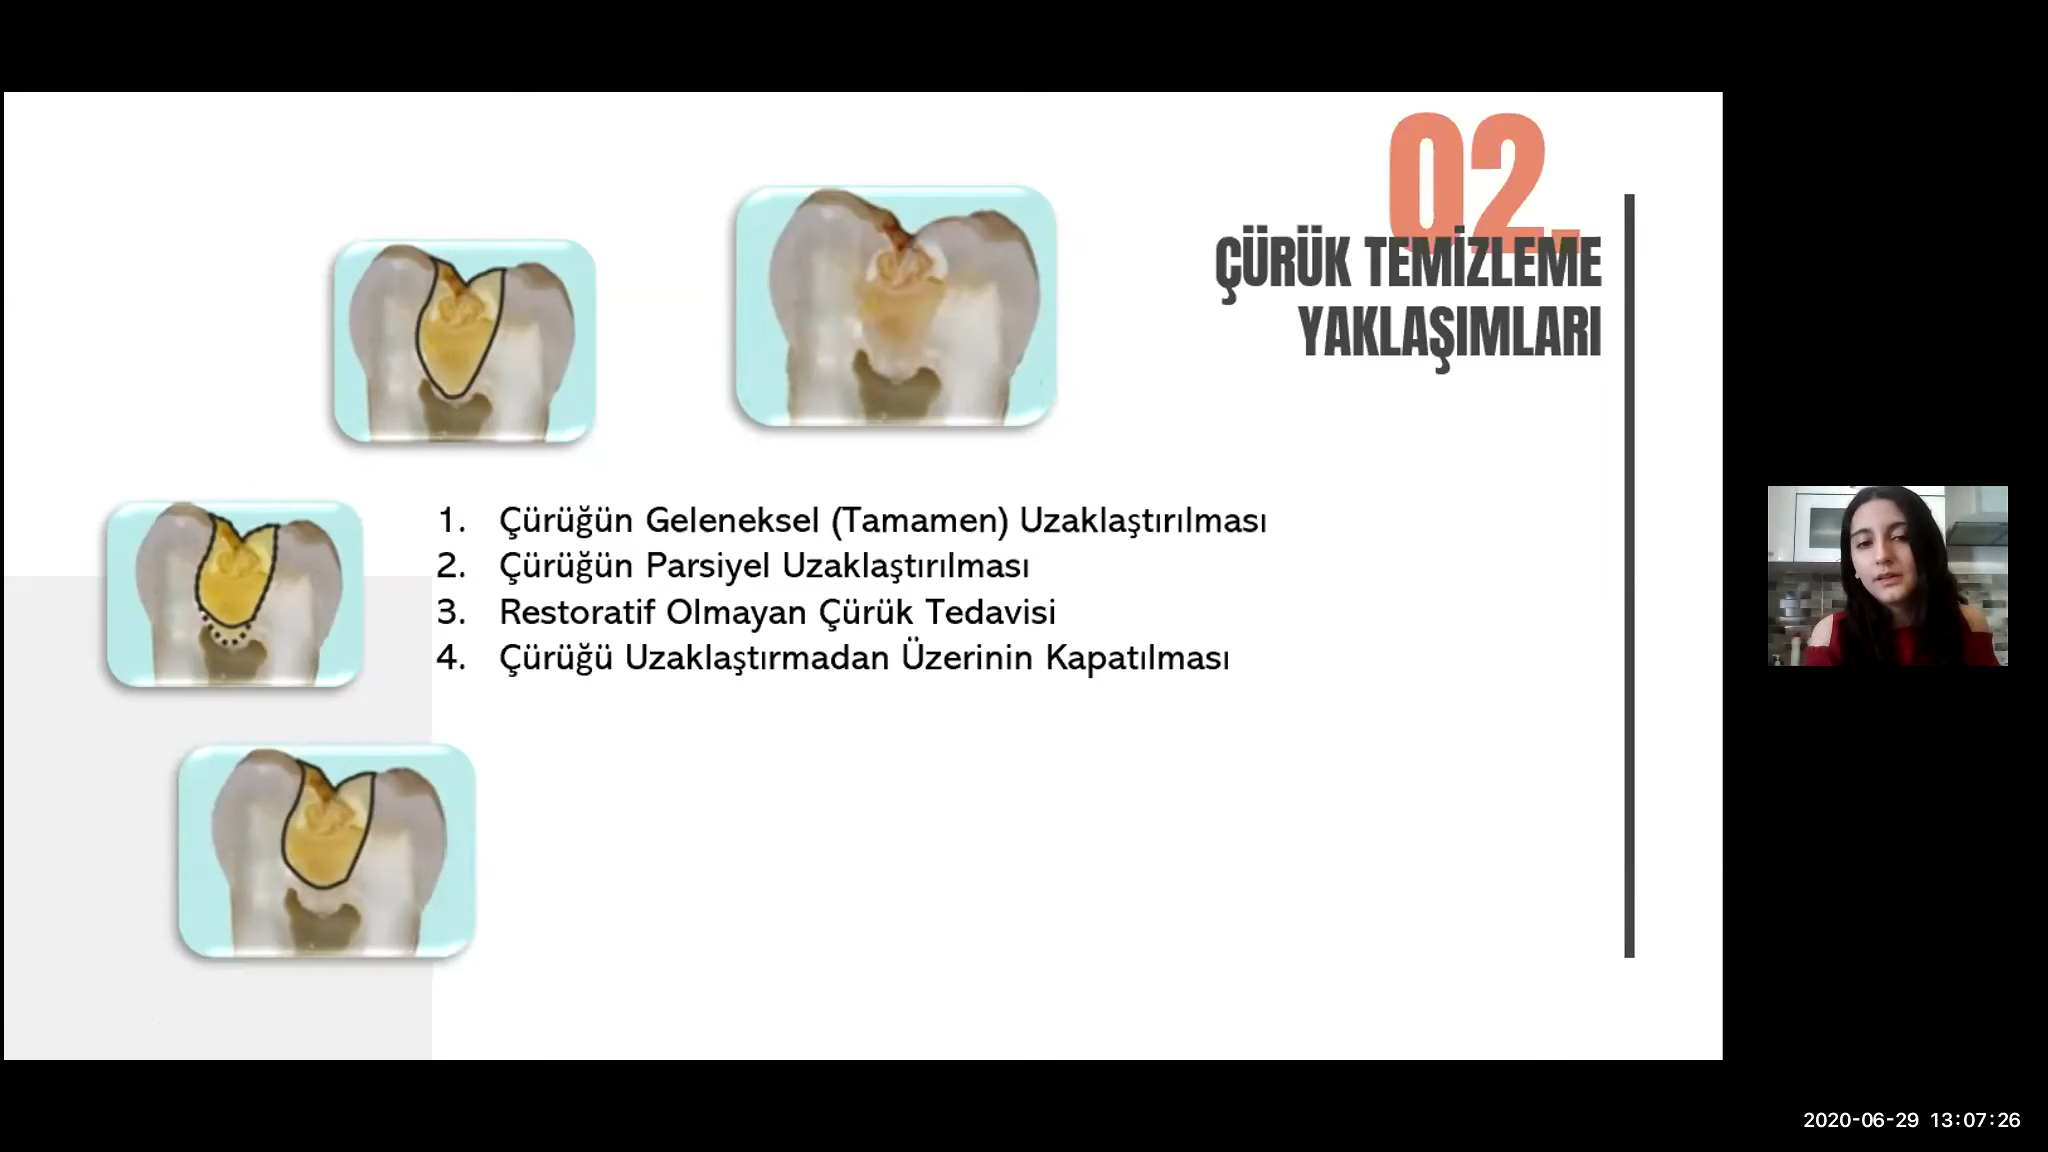 02.
ÇÜRÜK TEMİZLEME
YAKLAŞIMLARI
1. Çürüğün Geleneksel (Tamamen) Uzaklaştırılması
2. Çürüğün Parsiyel Uzaklaştırılması
3. Restoratif Olmayan Çürük Tedavisi
4. Çürüğü Uzaklaştırmadan Üzerinin Kapatılması
2020-06-29 13:07:26